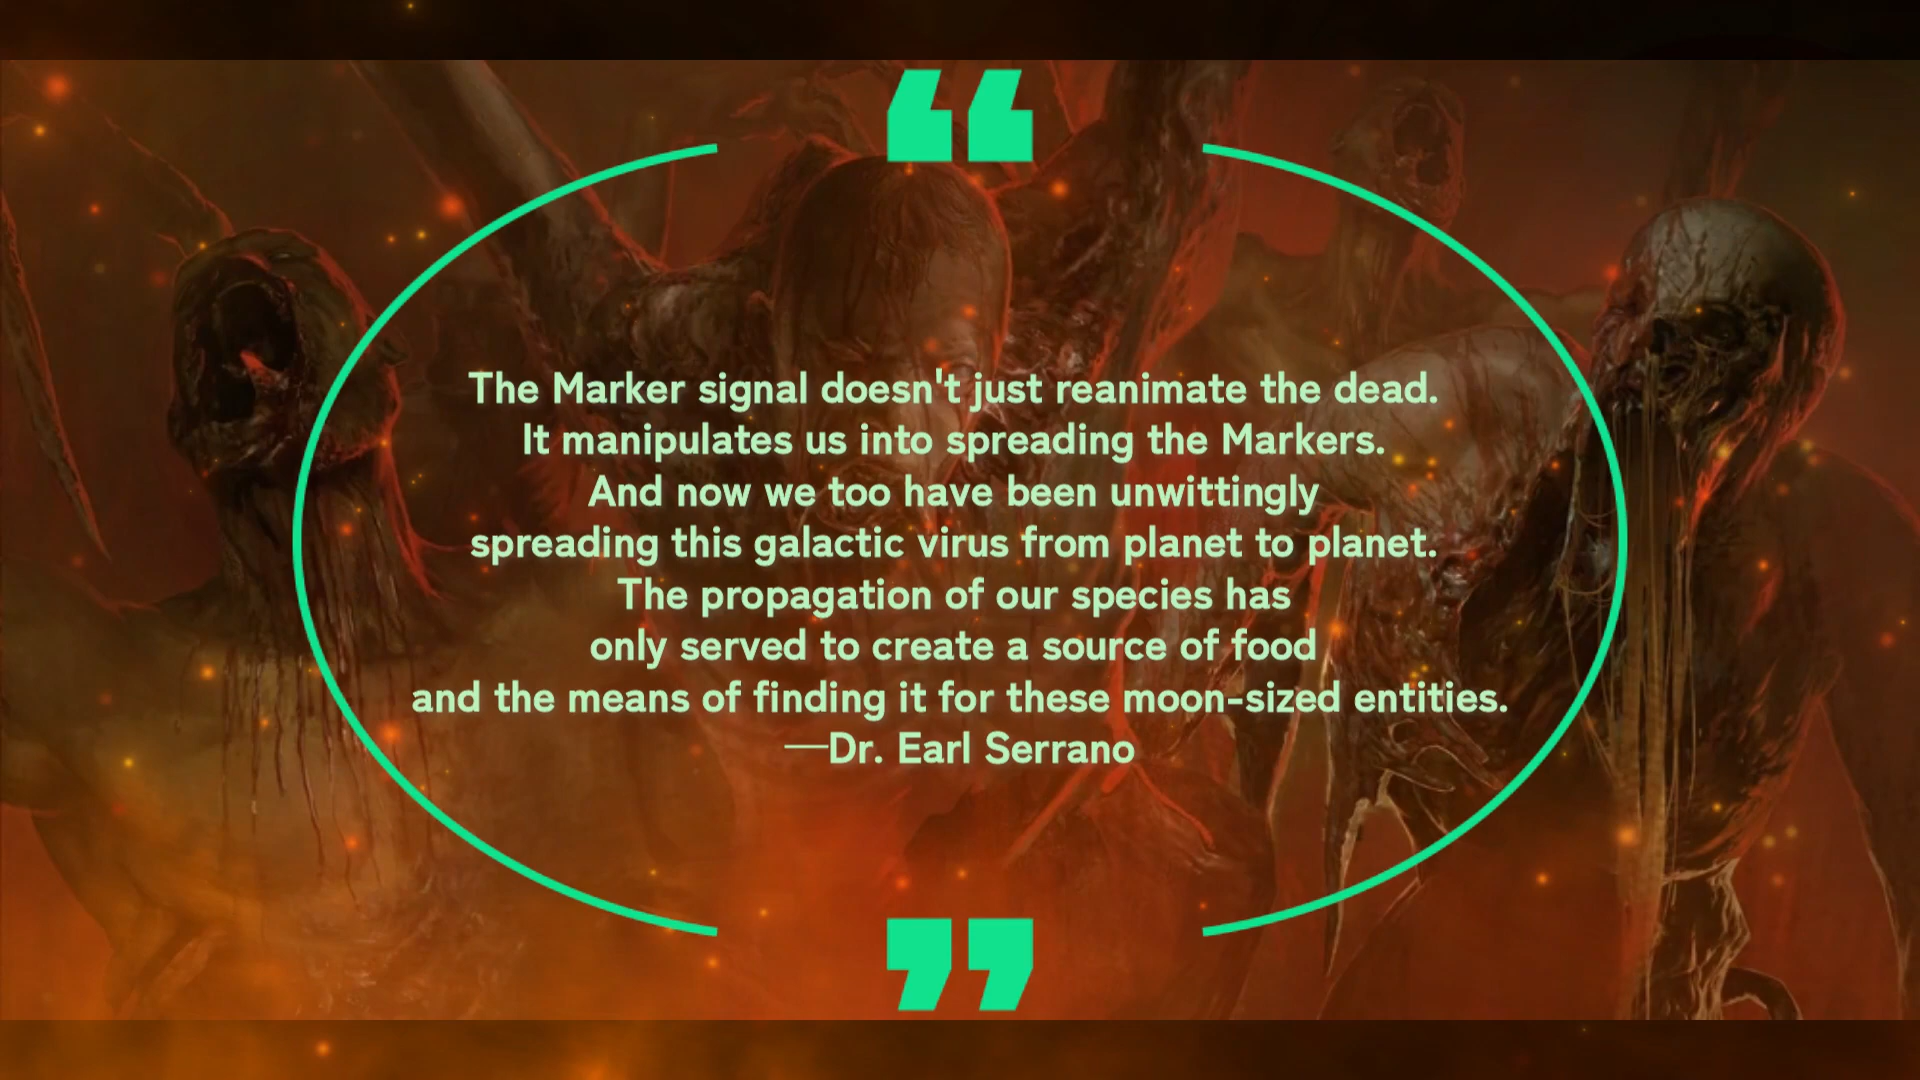 “
The Marker signal doesn't just reanimate the dead.
It manipulates us into spreading the Markers.
And now we too have been unwittingly
spreading this galactic virus from planet to planet.
The propagation of our species has
only served to create a source of food
and the means of finding it for these moon-sized entities.
—Dr. Earl Serrano
”